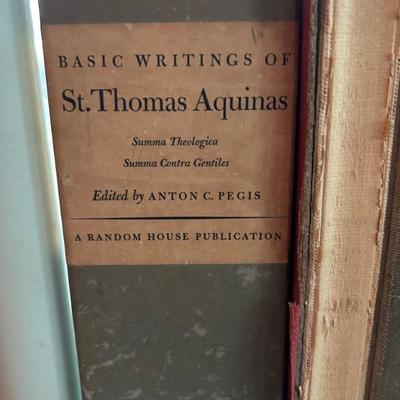 BASIC WRITINGS OF
St. Thomas Aquinas
Summa Theologica
Summa Contra Gentiles
Edited by ANTON C. PEGIS
A RANDOM HOUSE PUBLICATION